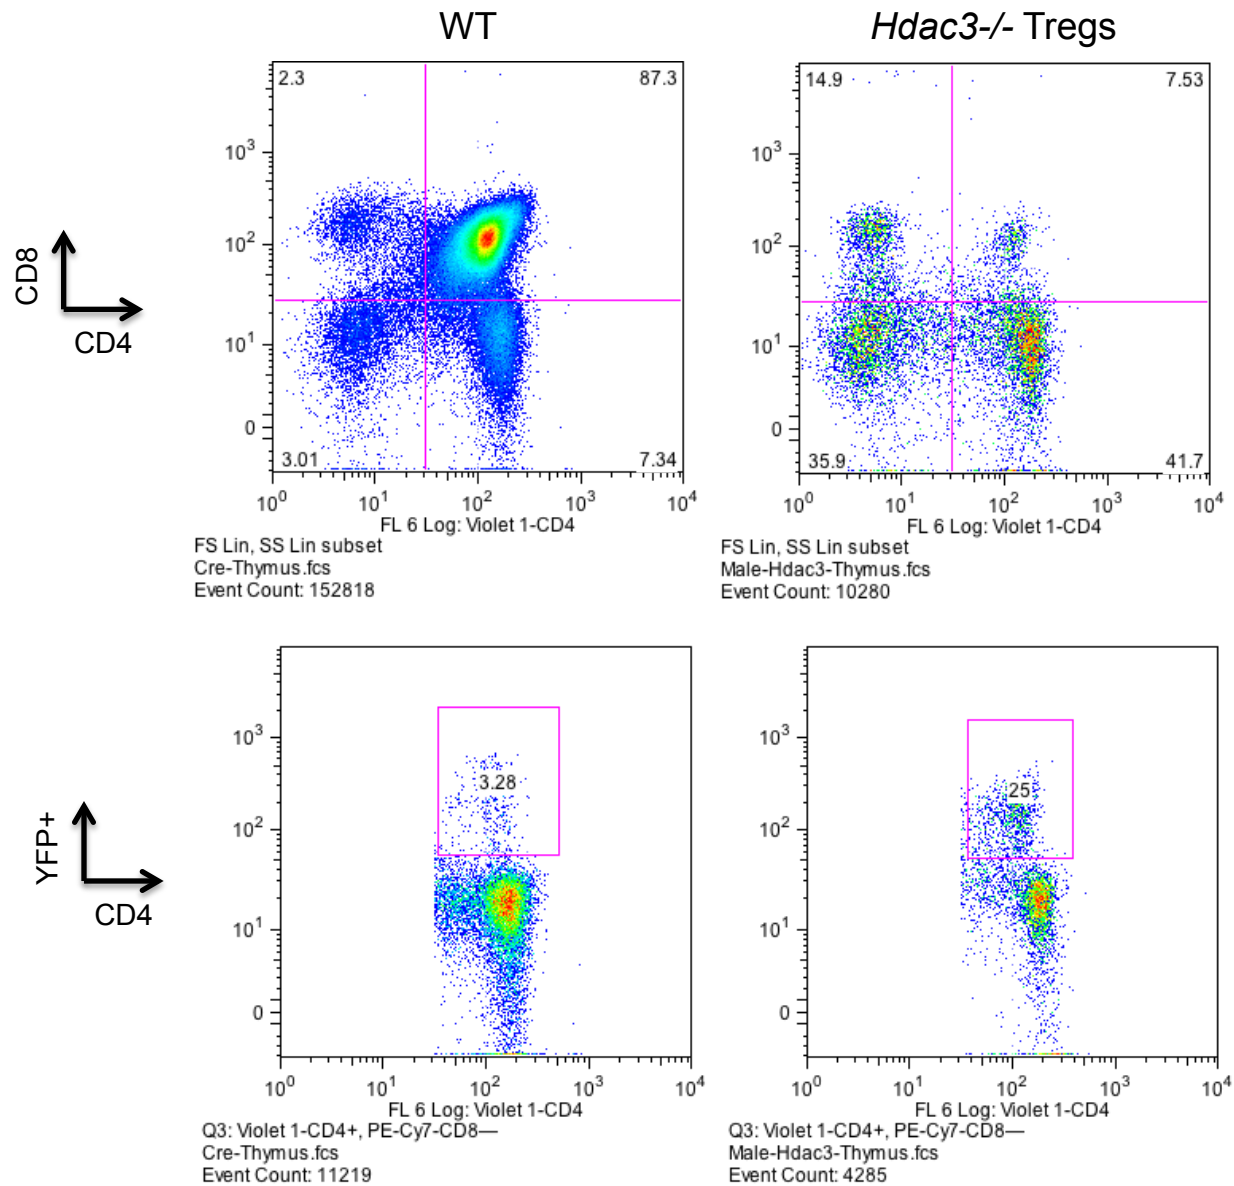 WT
Hdac3-/- Tregs
2.3
87.3
14.9
7.53
10³
10²
10¹
0
10³
10²
10¹
0
CD8
CD4
3.01
7.34
35.9
41.7
10⁰ 10¹ 10² 10³ 10⁴
10⁰ 10¹ 10² 10³ 10⁴
FL 6 Log: Violet 1-CD4
FL 6 Log: Violet 1-CD4
FS Lin, SS Lin subset
Cre-Thymus.fcs
Event Count: 152818
FS Lin, SS Lin subset
Male-Hdac3-Thymus.fcs
Event Count: 10280
10³
10²
10¹
0
3.28
10³
10²
10¹
0
25
YFP+
CD4
10⁰ 10¹ 10² 10³ 10⁴
10⁰ 10¹ 10² 10³ 10⁴
FL 6 Log: Violet 1-CD4
FL 6 Log: Violet 1-CD4
Q3: Violet 1-CD4+, PE-Cy7-CD8—
Cre-Thymus.fcs
Event Count: 11219
Q3: Violet 1-CD4+, PE-Cy7-CD8—
Male-Hdac3-Thymus.fcs
Event Count: 4285